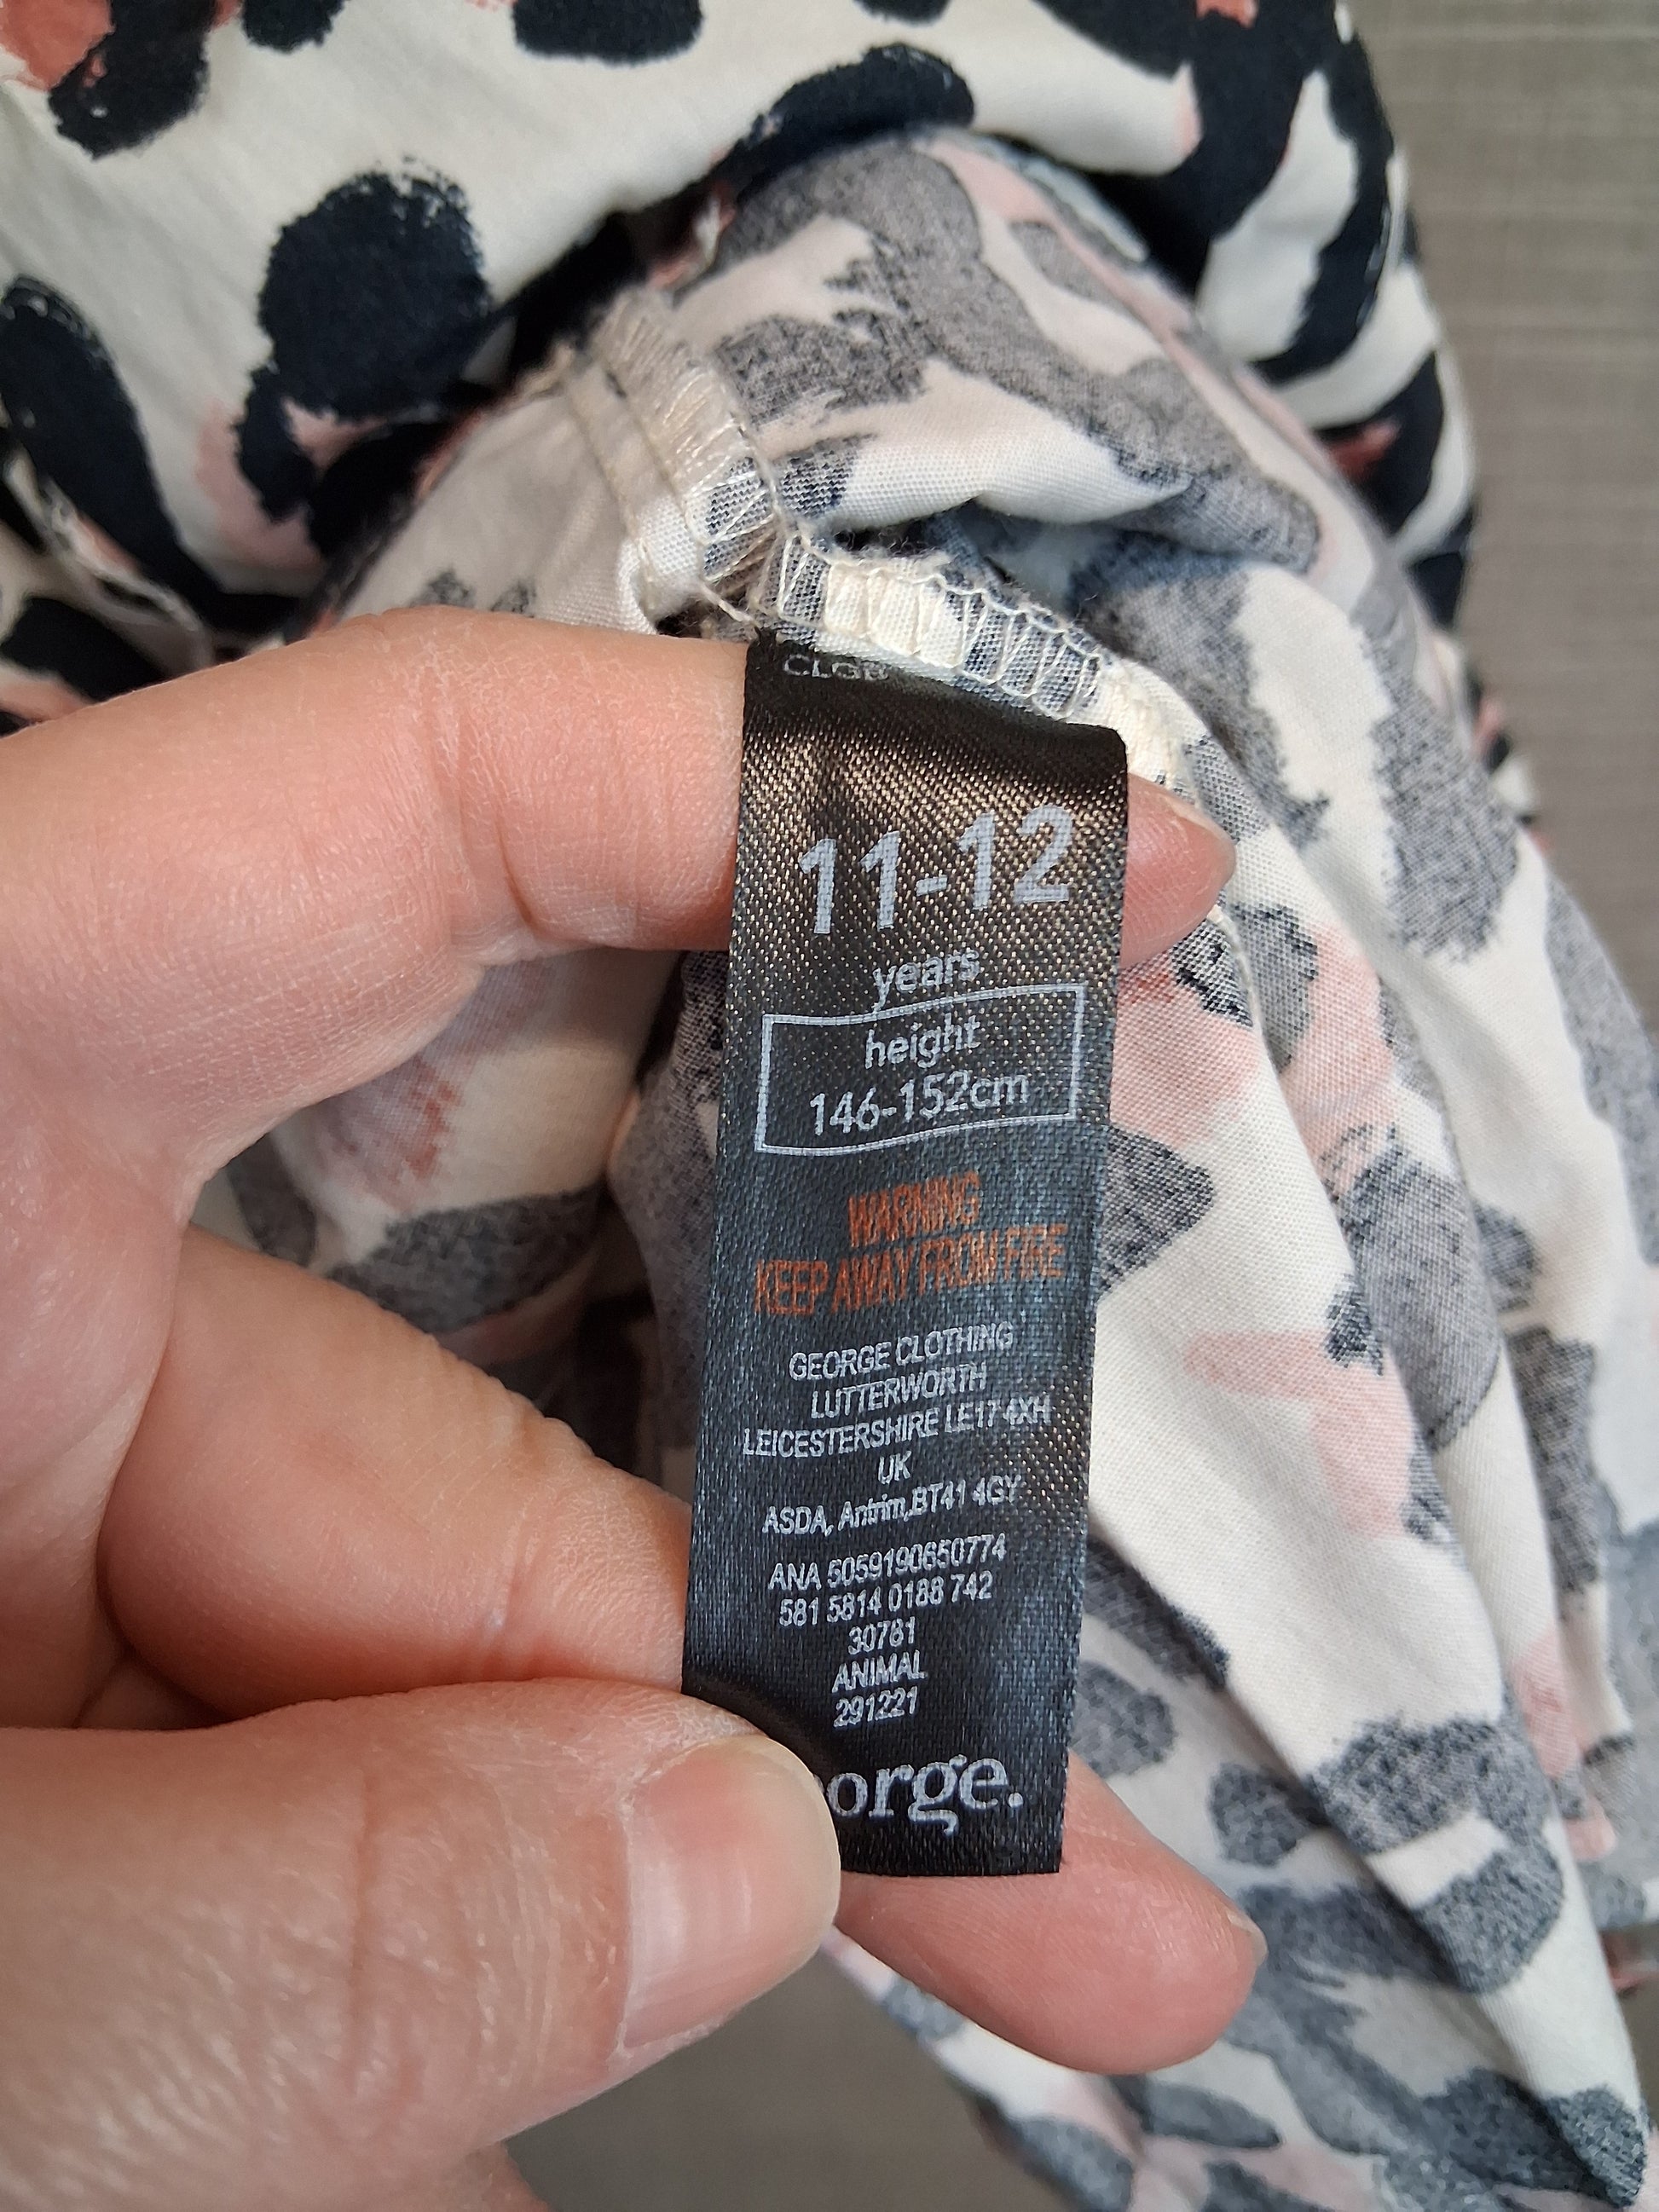 11-12
years
height
146-152cm
WARNING
KEEP AWAY FROM FIRE
GEORGE CLOTHING
LUTTERWORTH
LEICESTERSHIRE LE17 4XH
UK
ASDA, Antrim,BT41 4GY
ANA 5059190650774
581 5814 0188 742
30781
ANIMAL
291221
orge.